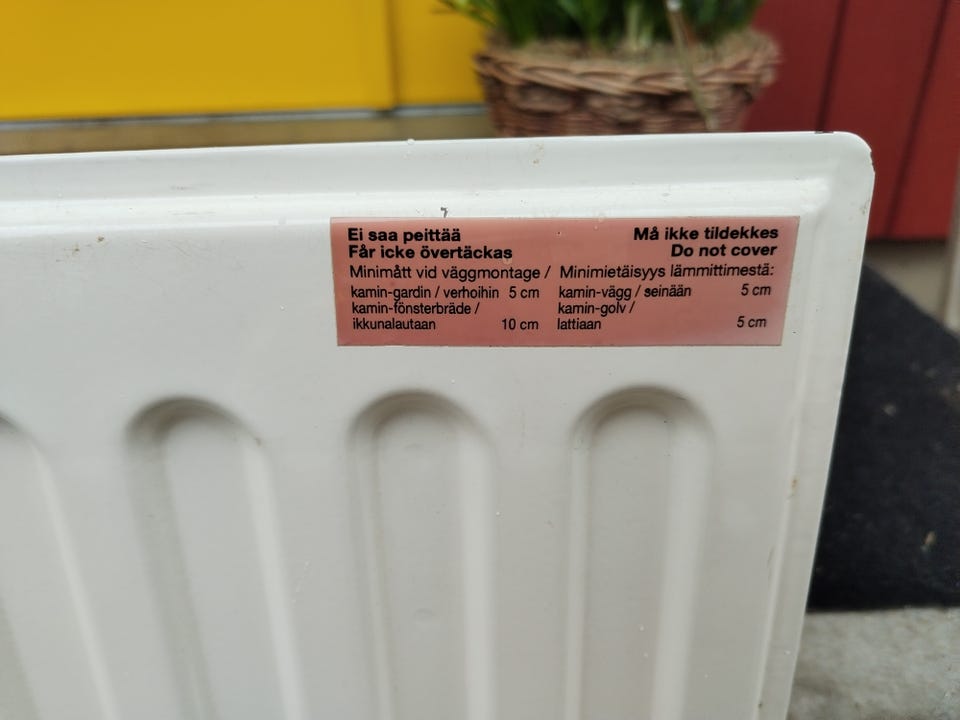 Ei saa peittää Må ikke tildekkes
Får icke övertäckas Do not cover
Minimått vid väggmontage / Minimietäisyys lämmittimestä:
kamin-gardin / verhoihin 5 cm kamin-vägg / seinään 5 cm
kamin-fönsterbräde / kamin-golv /
ikkunalautaan 10 cm lattiaan 5 cm